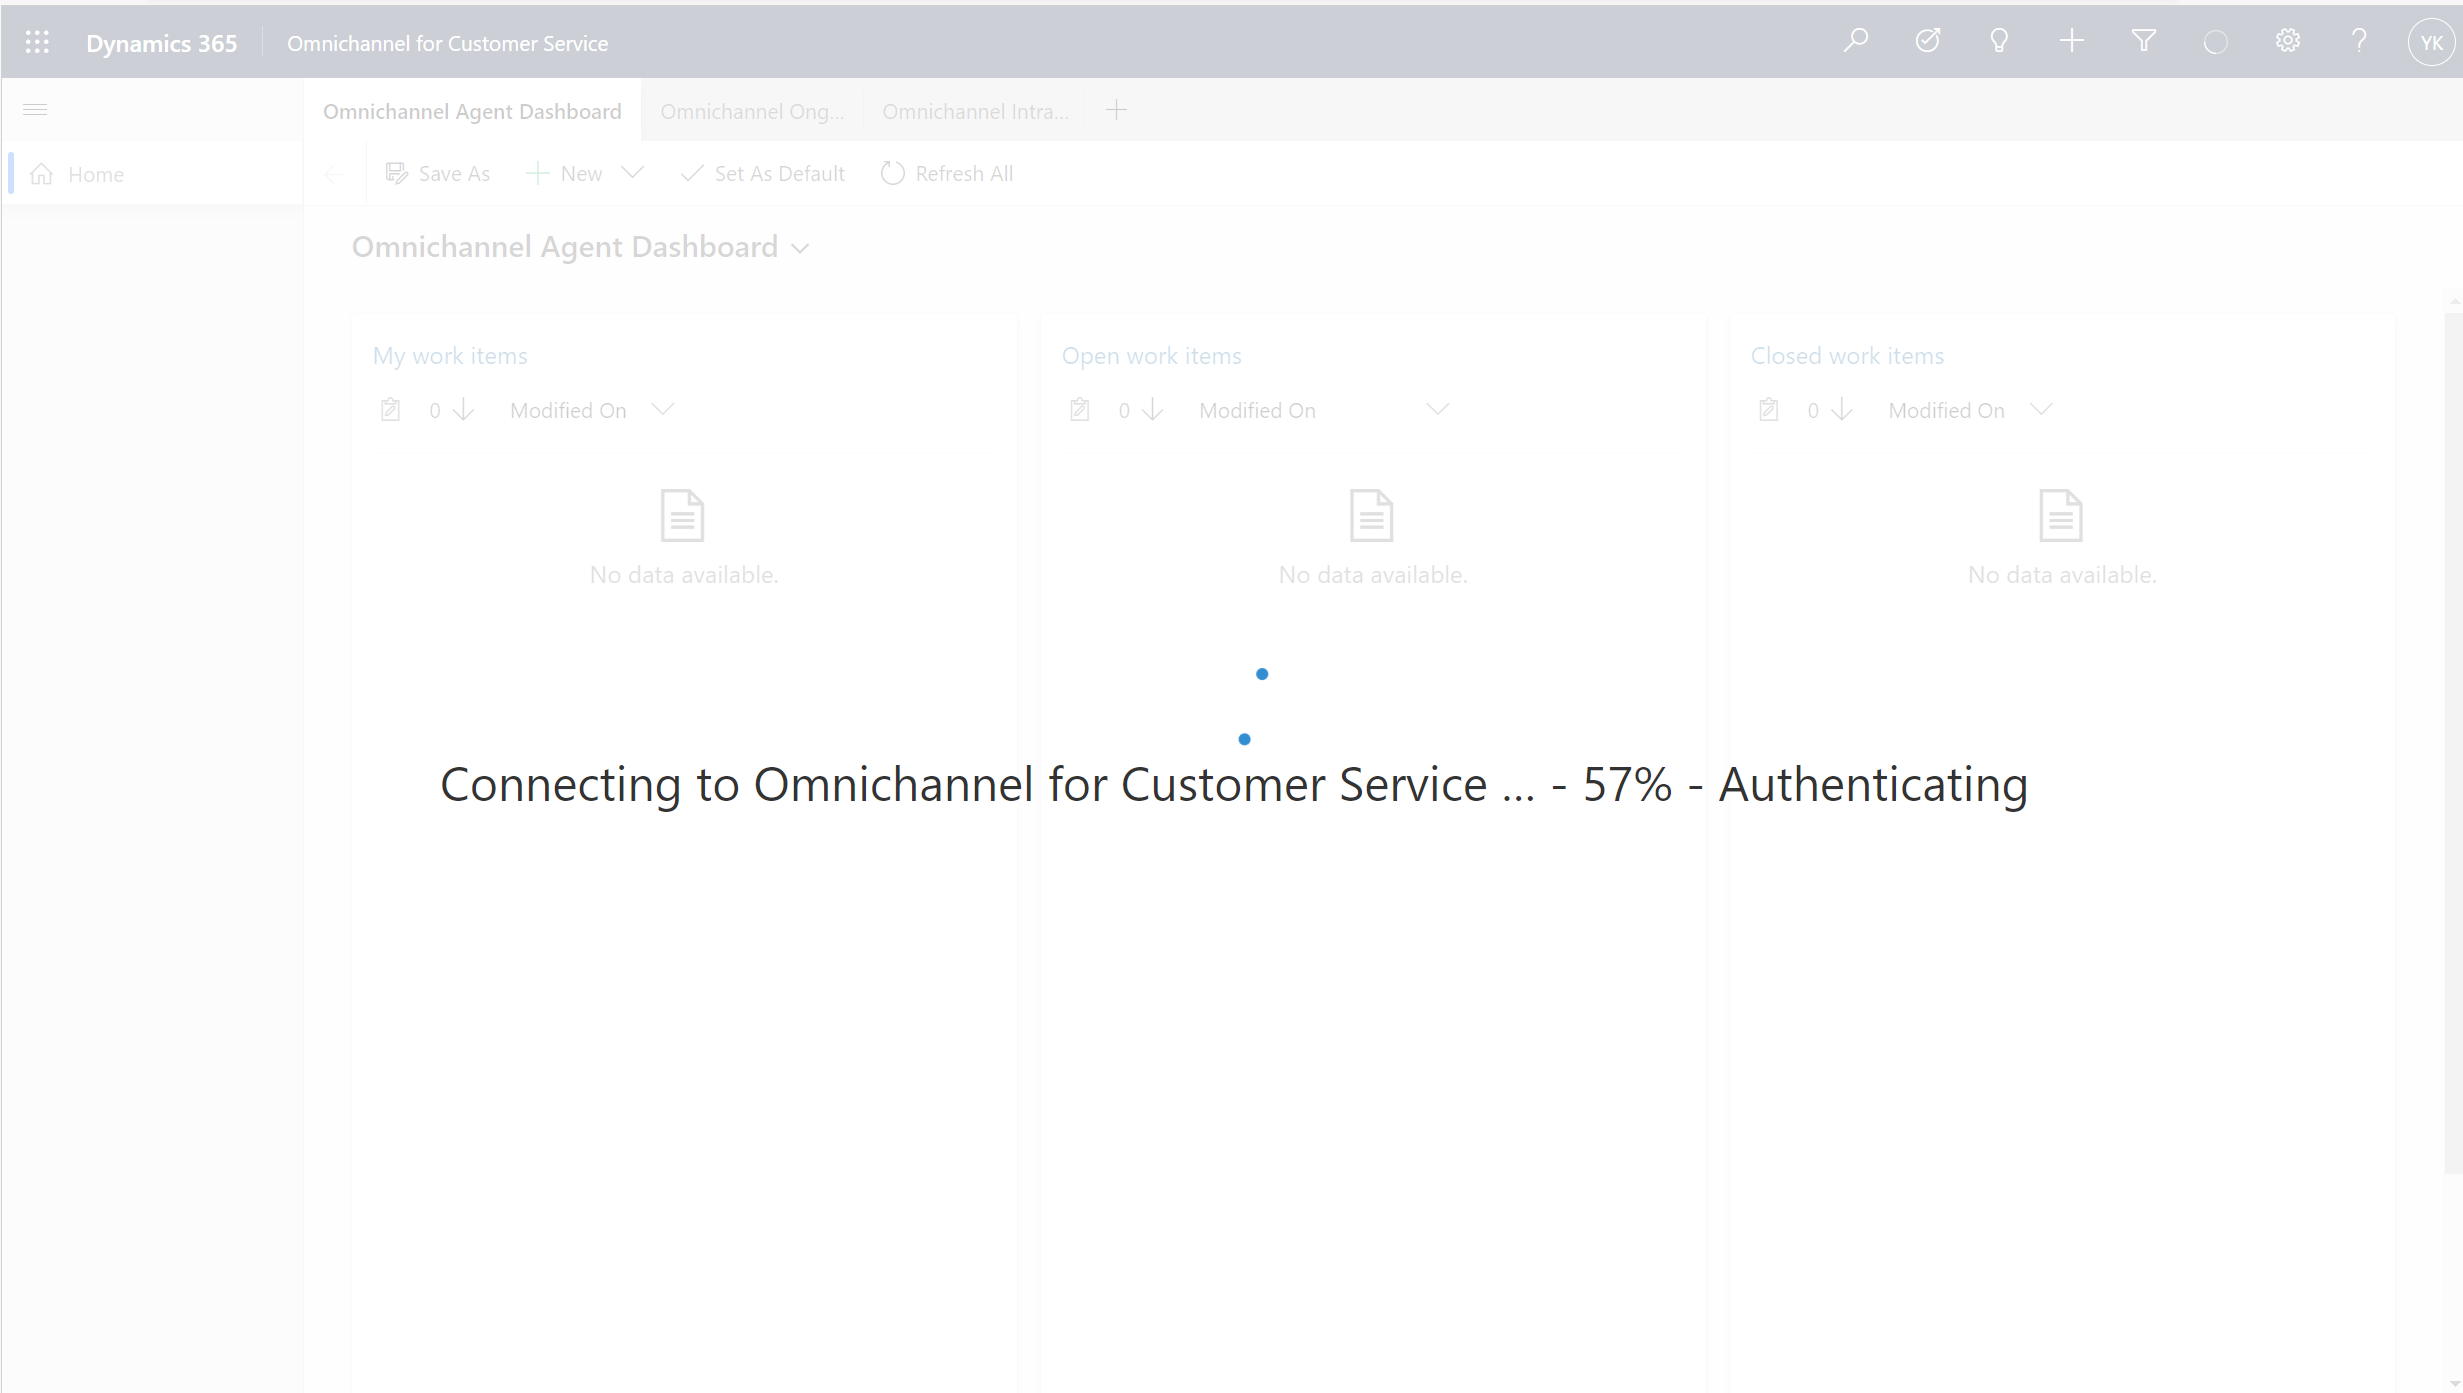 Dynamics 365
Omnichannel for Customer Service
YK
Omnichannel Agent Dashboard
Omnichannel Ong...
Omnichannel Intra...
Home
Save As
New
Set As Default
Refresh All
Omnichannel Agent Dashboard
My work items
Open work items
Closed work items
0
Modified On
0
Modified On
0
Modified On
No data available.
No data available.
No data available.
Connecting to Omnichannel for Customer Service ... - 57% - Authenticating